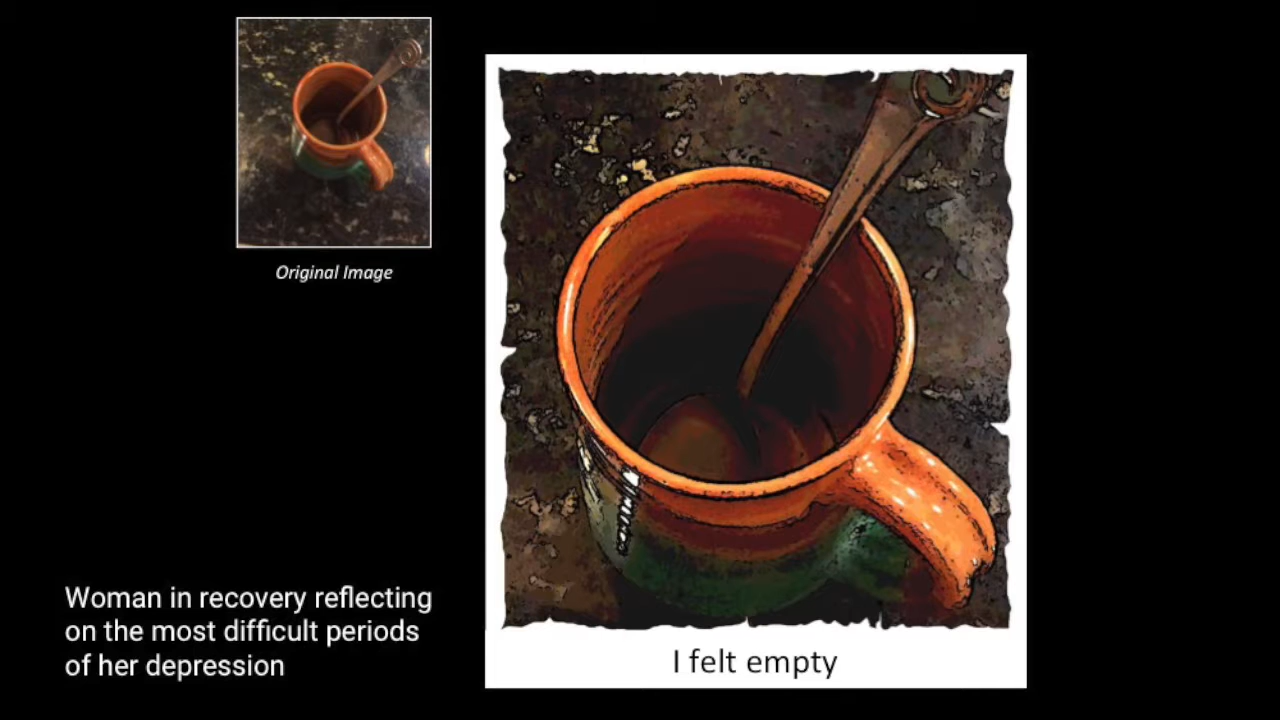 Original Image
Woman in recovery reflecting
on the most difficult periods
of her depression
I felt empty